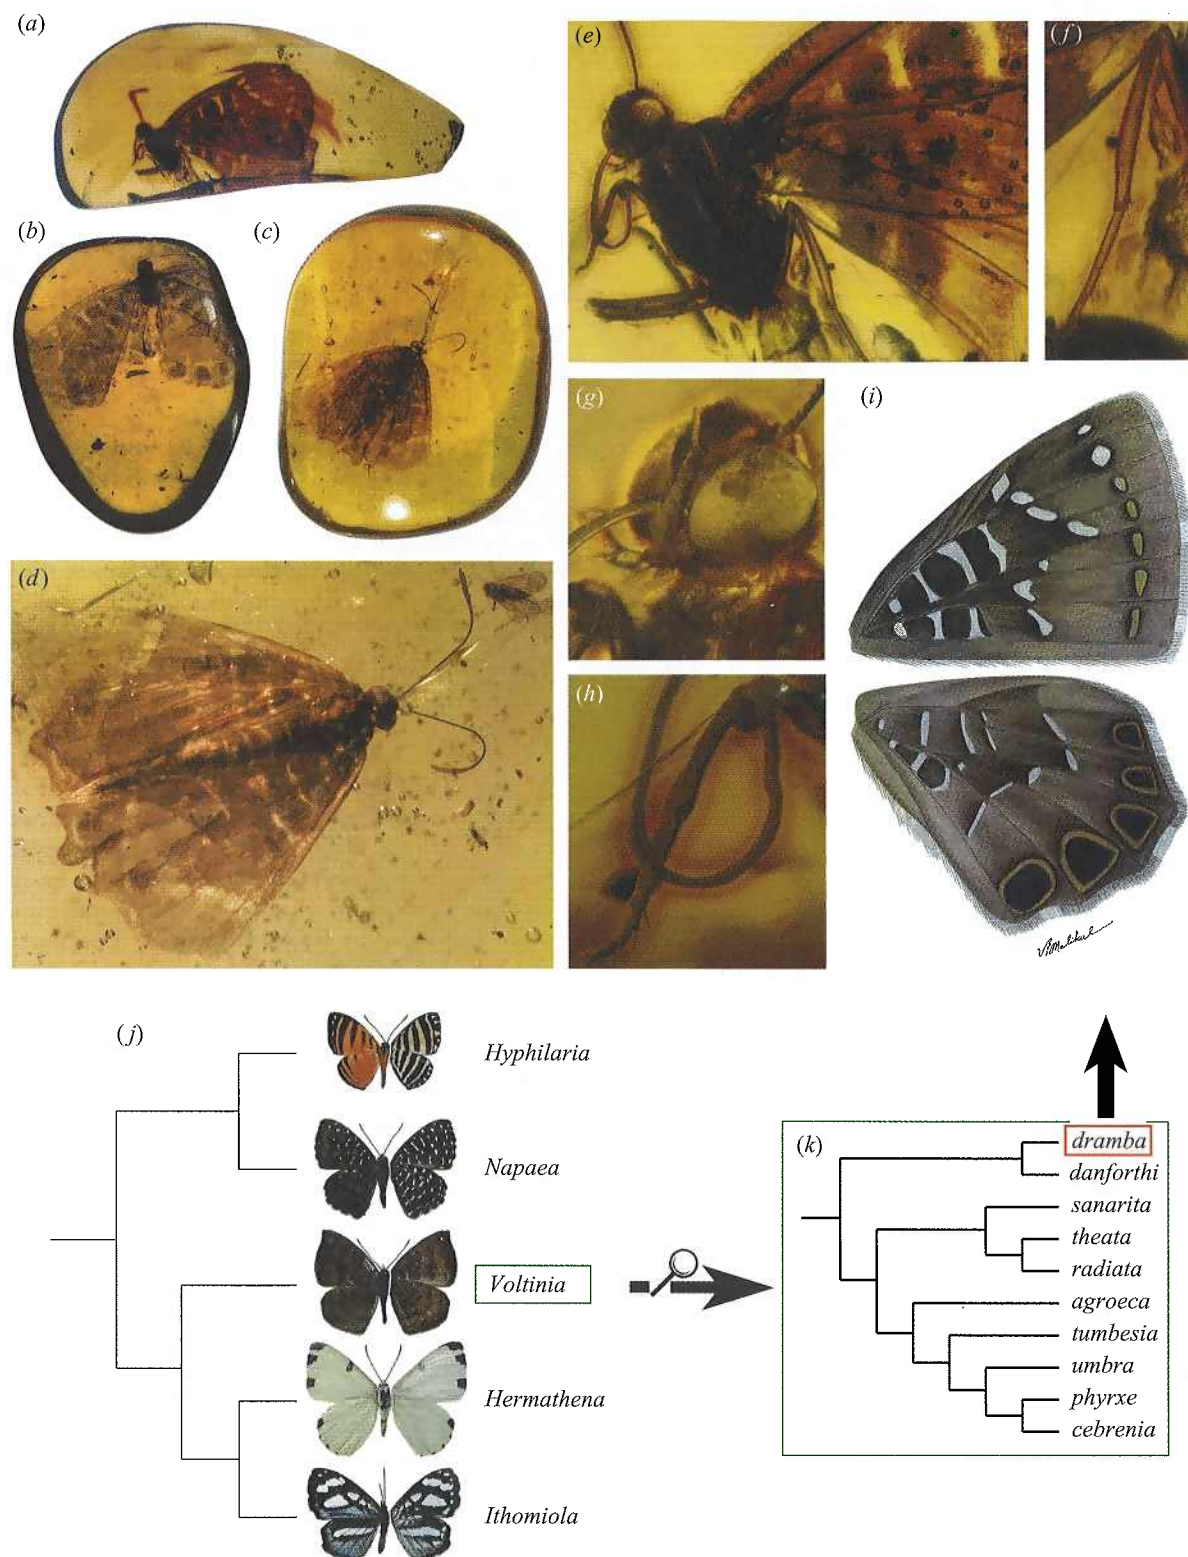 (a)
(b)
(c)
(d)
(e)
(f)
(g)
(h)
(i)
(j)
Hyphilaria
Napaea
Voltinia
Hermathena
Ithomiola
(k)
dramba
danforthi
sanarita
theata
radiata
agroeca
tumbesia
umbra
phyrxe
cebrenia